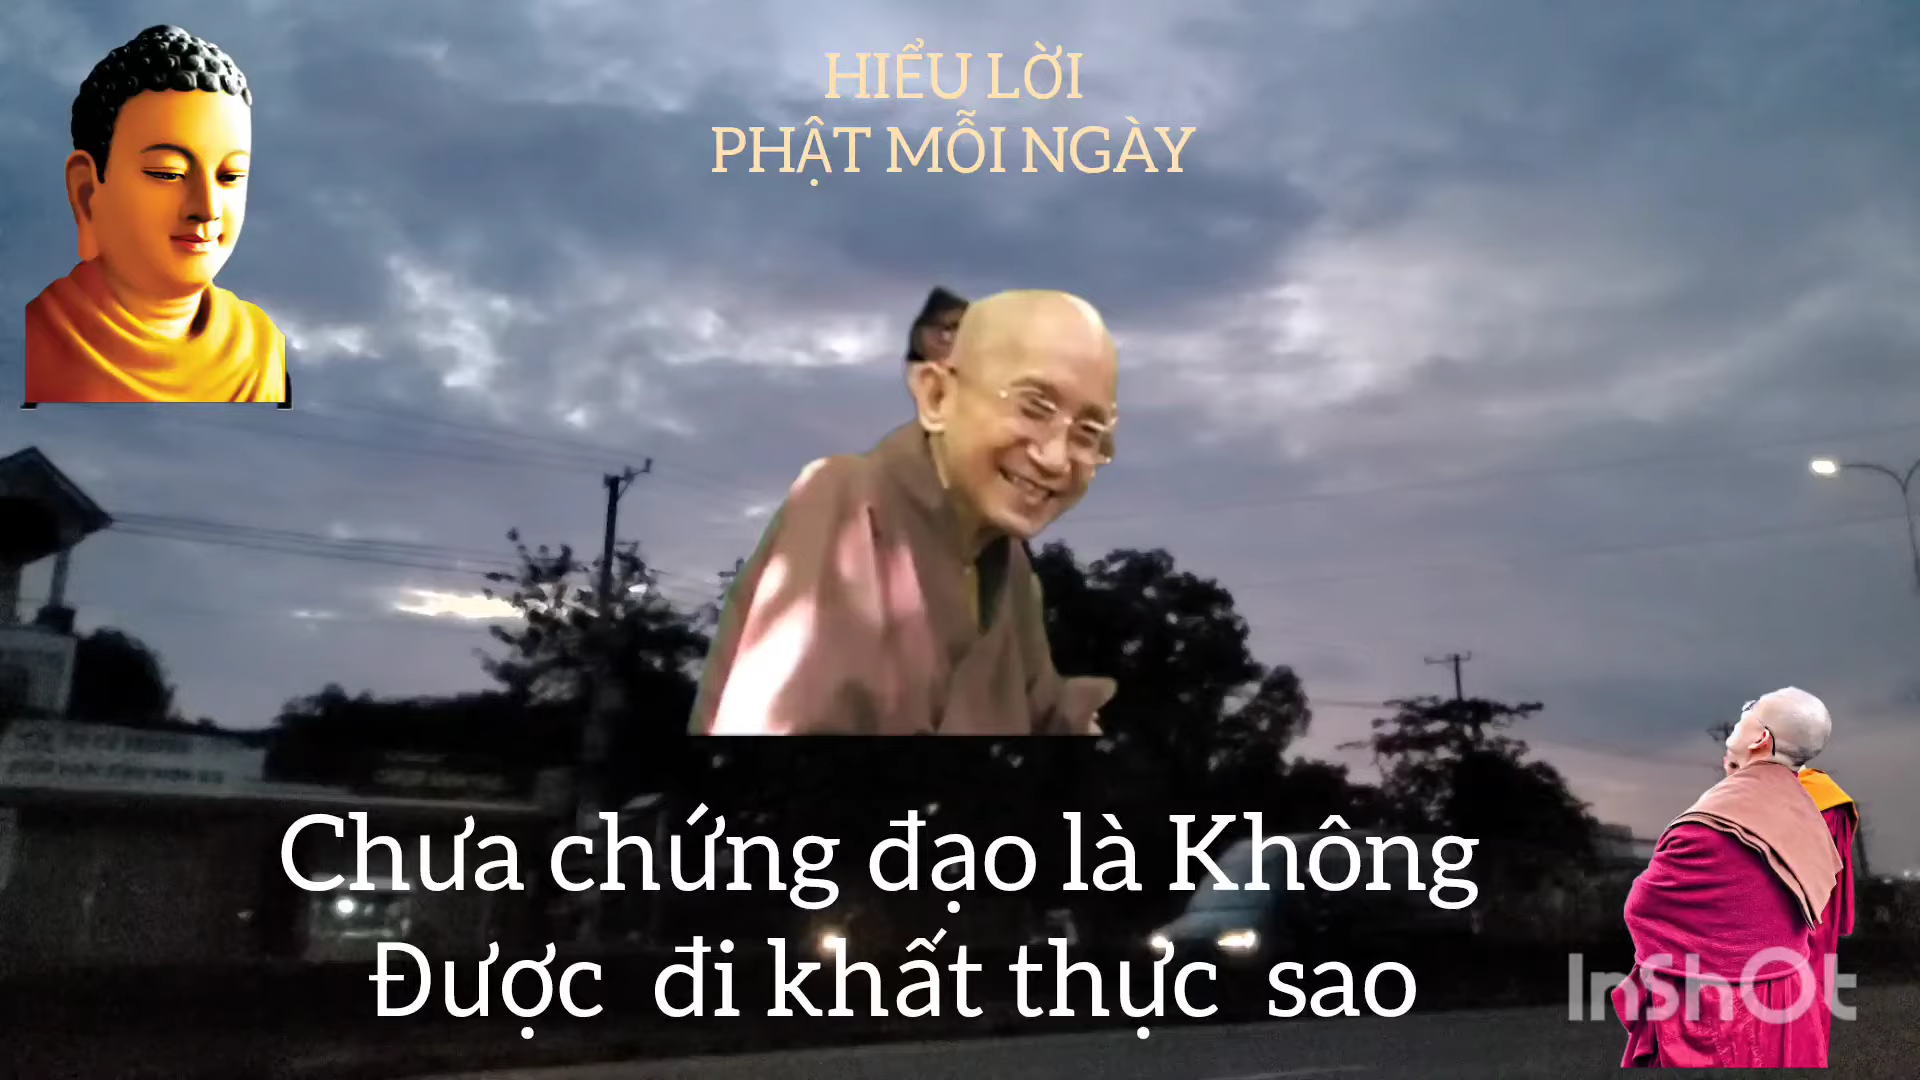 HIỂU LỜI
PHẬT MỖI NGÀY
Chưa chứng đạo là Không
Được đi khất thực sao
InShOt